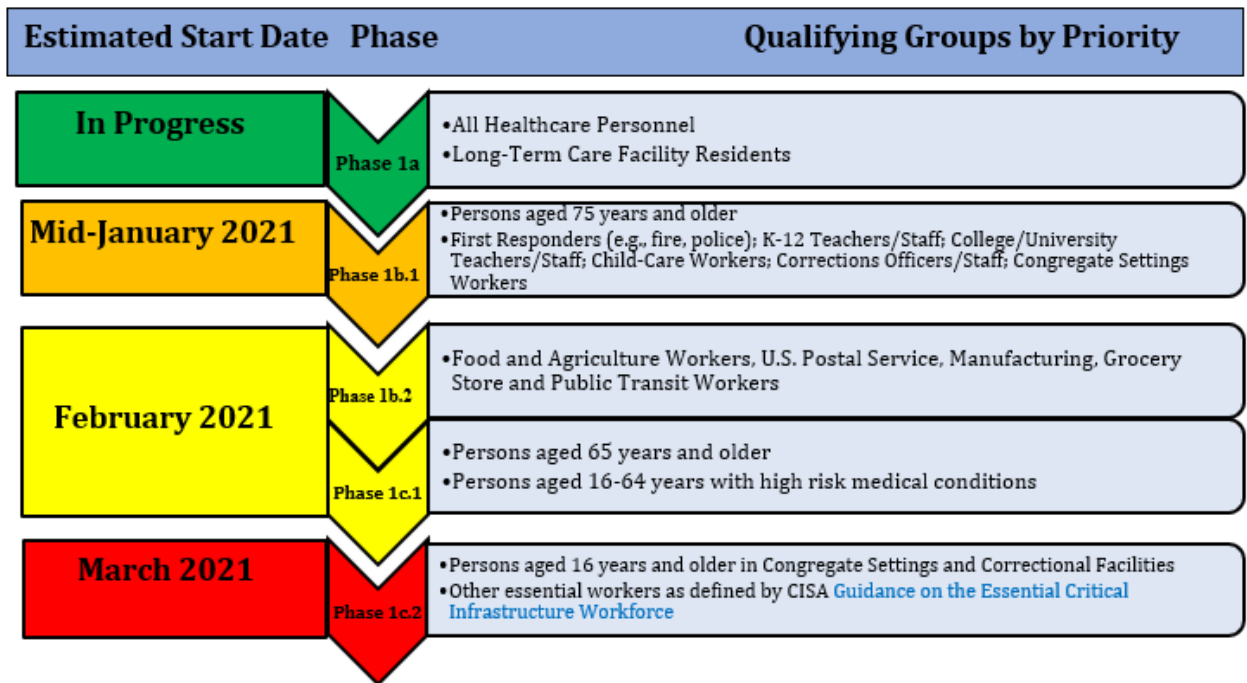 Estimated Start Date Phase Qualifying Groups by Priority
In Progress
Phase 1a
•All Healthcare Personnel
•Long-Term Care Facility Residents
Mid-January 2021
Phase 1b.1
•Persons aged 75 years and older
•First Responders (e.g., fire, police); K-12 Teachers/Staff; College/University
Teachers/Staff; Child-Care Workers; Corrections Officers/Staff; Congregate Settings
Workers
February 2021
Phase 1b.2
•Food and Agriculture Workers, U.S. Postal Service, Manufacturing, Grocery
Store and Public Transit Workers
Phase 1c.1
•Persons aged 65 years and older
•Persons aged 16-64 years with high risk medical conditions
March 2021
Phase 1c.2
•Persons aged 16 years and older in Congregate Settings and Correctional Facilities
•Other essential workers as defined by CISA Guidance on the Essential Critical
Infrastructure Workforce